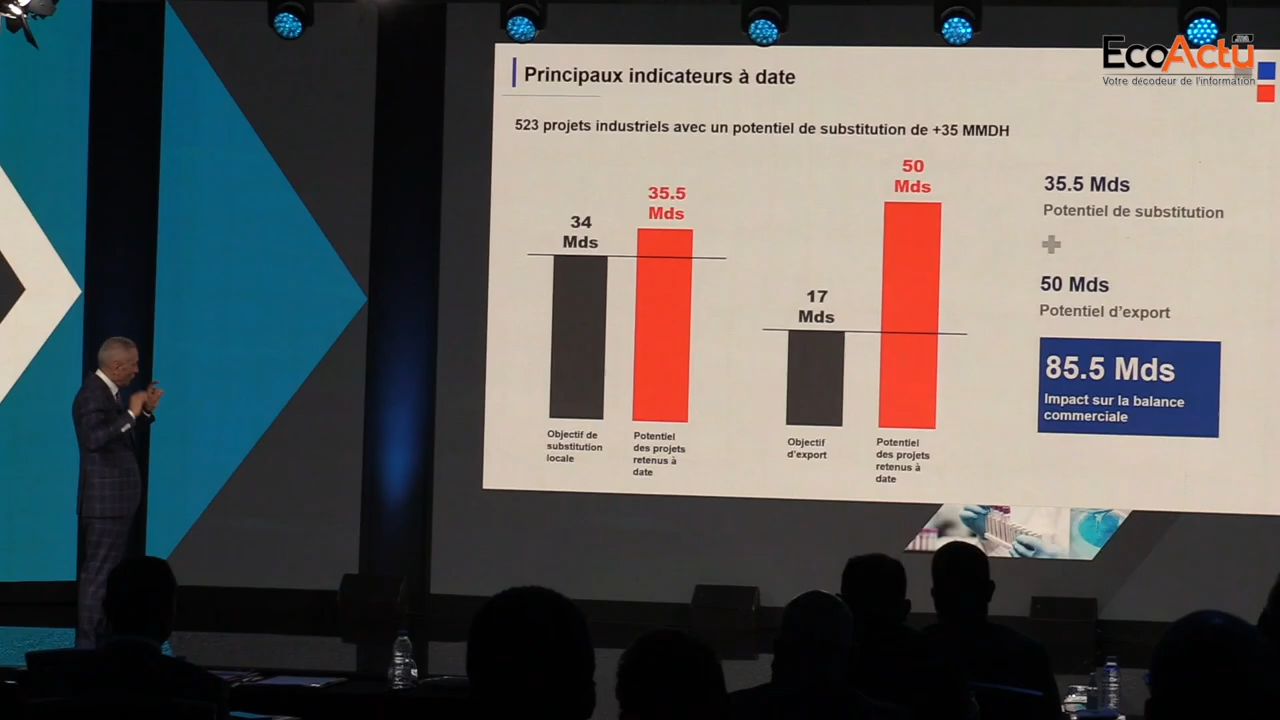 EcoActu
Votre décodeur de l'information
Principaux indicateurs à date
523 projets industriels avec un potentiel de substitution de +35 MMDH
34
Mds
35.5
Mds
Objectif de
substitution
locale
Potentiel
des projets
retenus à
date
17
Mds
50
Mds
Objectif
d'export
Potentiel
des projets
retenus à
date
35.5 Mds
Potentiel de substitution
+
50 Mds
Potentiel d'export
85.5 Mds
Impact sur la balance
commerciale